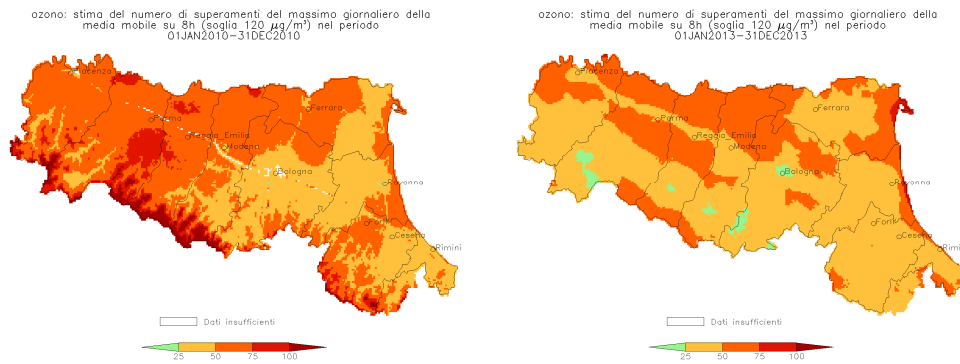 ozono: stima del numero di superamenti del massimo giornaliero della
media mobile su 8h (soglia 120 μg/m³) nel periodo
01JAN2010-31DEC2010
Piacenza
Parma
Reggio Emilia
Modena
Ferrara
Bologna
Ravenna
Forlì
Cesena
Rimini
Dati insufficienti
25 50 75 100
ozono: stima del numero di superamenti del massimo giornaliero della
media mobile su 8h (soglia 120 μg/m³) nel periodo
01JAN2013-31DEC2013
Piacenza
Parma
Reggio Emilia
Modena
Ferrara
Bologna
Ravenna
Forlì
Cesena
Rimini
Dati insufficienti
25 50 75 100